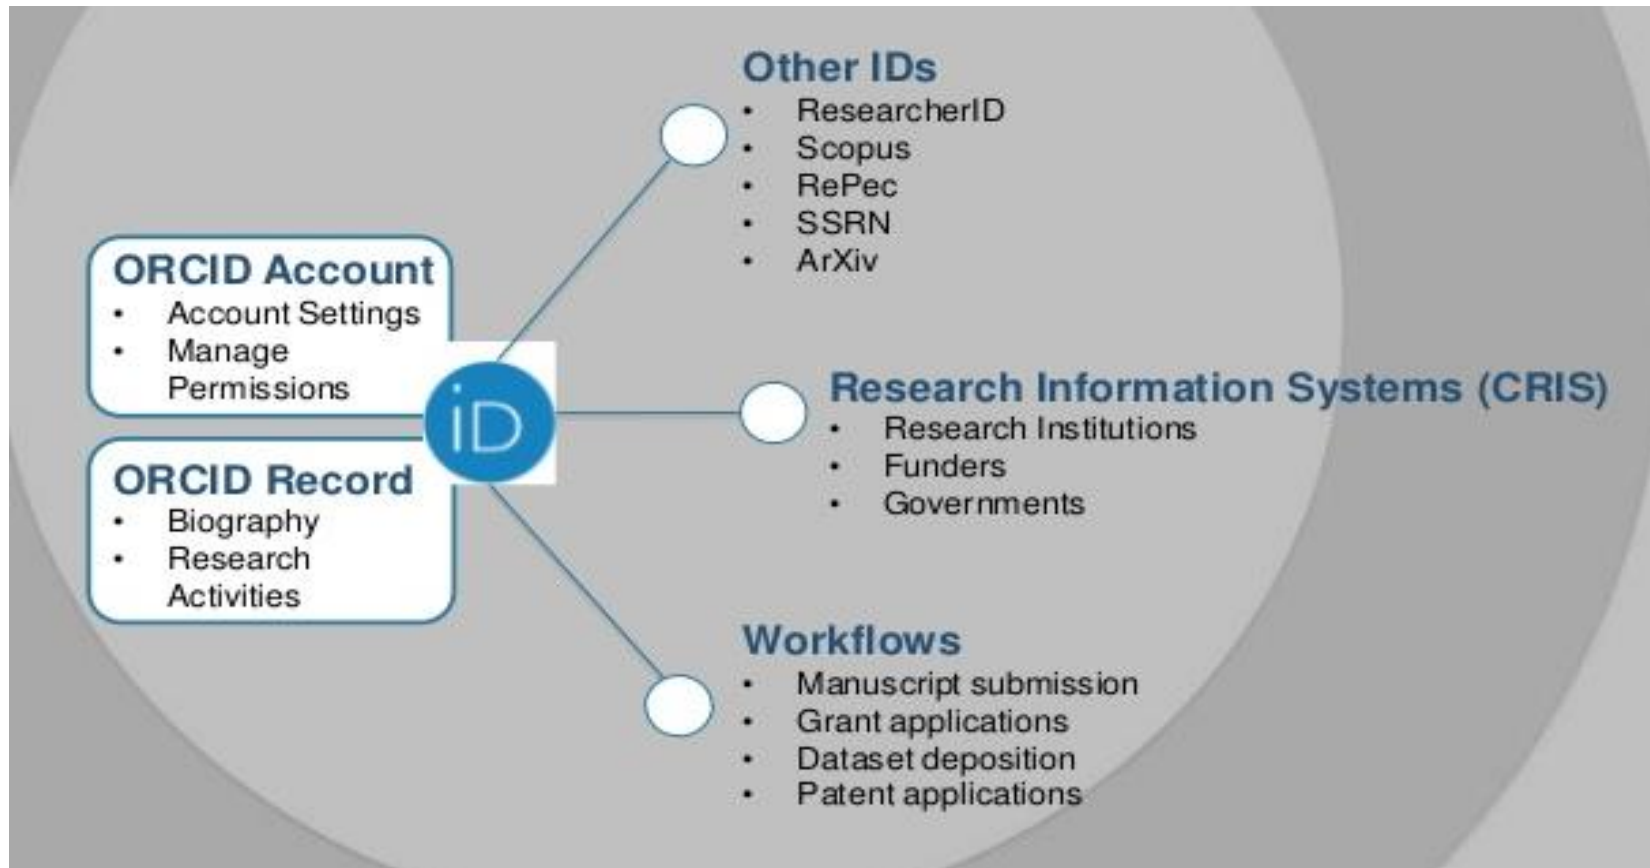 Other IDs
• ResearcherID
• Scopus
• RePec
• SSRN
• ArXiv
ORCID Account
• Account Settings
• Manage
Permissions
iD
ORCID Record
• Biography
• Research
Activities
Research Information Systems (CRIS)
• Research Institutions
• Funders
• Governments
Workflows
• Manuscript submission
• Grant applications
• Dataset deposition
• Patent applications